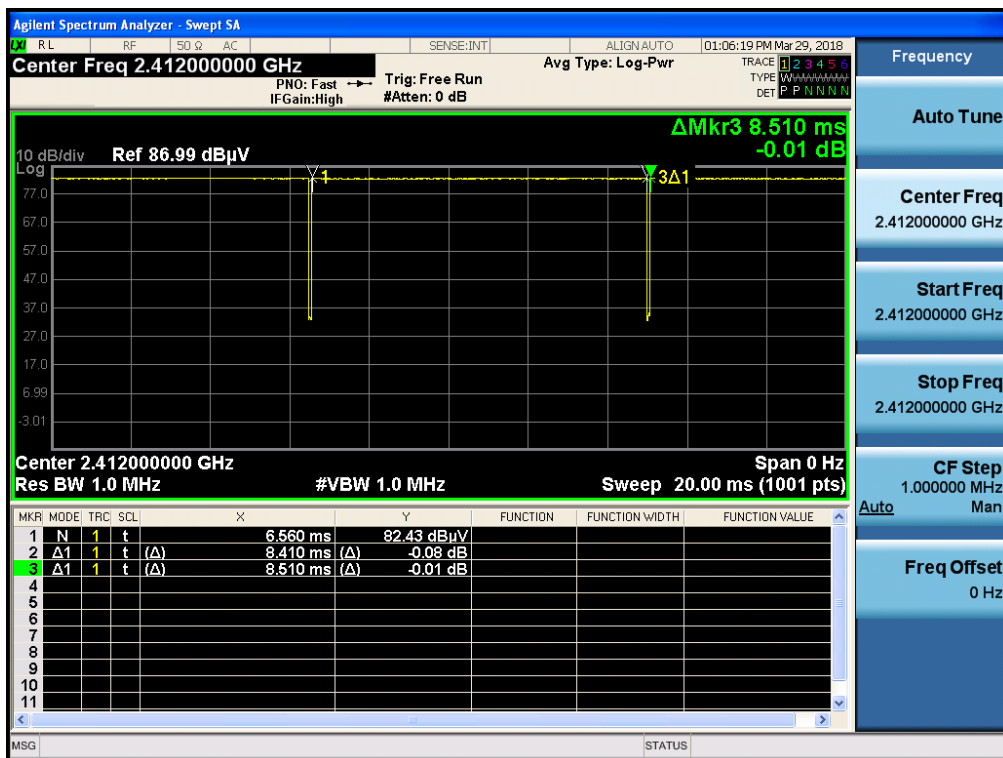 Agilent Spectrum Analyzer - Swept SA
LXI RL RF 50 Ω AC SENSE:INT ALIGN AUTO 01:06:19 PM Mar 29, 2018
Center Freq 2.412000000 GHz
PNO: Fast
IFGain:High
Trig: Free Run
#Atten: 0 dB
Avg Type: Log-Pwr
TRACE 1 2 3 4 5 6
TYPE
DET P P N N N N
ΔMkr3 8.510 ms
-0.01 dB
10 dB/div Ref 86.99 dBµV
Log
1
3Δ1
77.0
67.0
57.0
47.0
37.0
27.0
17.0
6.99
-3.01
Center 2.412000000 GHz Span 0 Hz
Res BW 1.0 MHz #VBW 1.0 MHz Sweep 20.00 ms (1001 pts)
MKR MODE TRC SCL X Y FUNCTION FUNCTION WIDTH FUNCTION VALUE
1 N 1 t 6.560 ms 82.43 dBµV
2 Δ1 1 t (Δ) 8.410 ms (Δ) -0.08 dB
3 Δ1 1 t (Δ) 8.510 ms (Δ) -0.01 dB
4
5
6
7
8
9
10
11
MSG STATUS
Frequency
Auto Tune
Center Freq
2.412000000 GHz
Start Freq
2.412000000 GHz
Stop Freq
2.412000000 GHz
CF Step
1.000000 MHz
Auto Man
Freq Offset
0 Hz